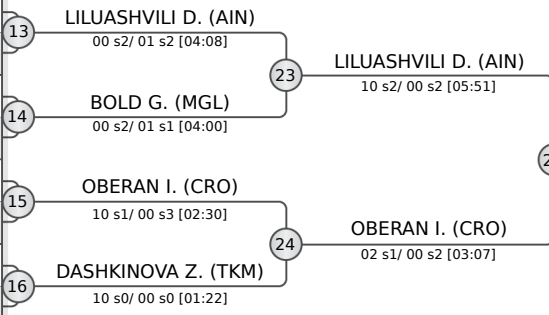 13
LILUASHVILI D. (AIN)
00 s2/ 01 s2 [04:08]
23
LILUASHVILI D. (AIN)
10 s2/ 00 s2 [05:51]
14
BOLD G. (MGL)
00 s2/ 01 s1 [04:00]
15
OBERAN I. (CRO)
10 s1/ 00 s3 [02:30]
24
OBERAN I. (CRO)
02 s1/ 00 s2 [03:07]
16
DASHKINOVA Z. (TKM)
10 s0/ 00 s0 [01:22]